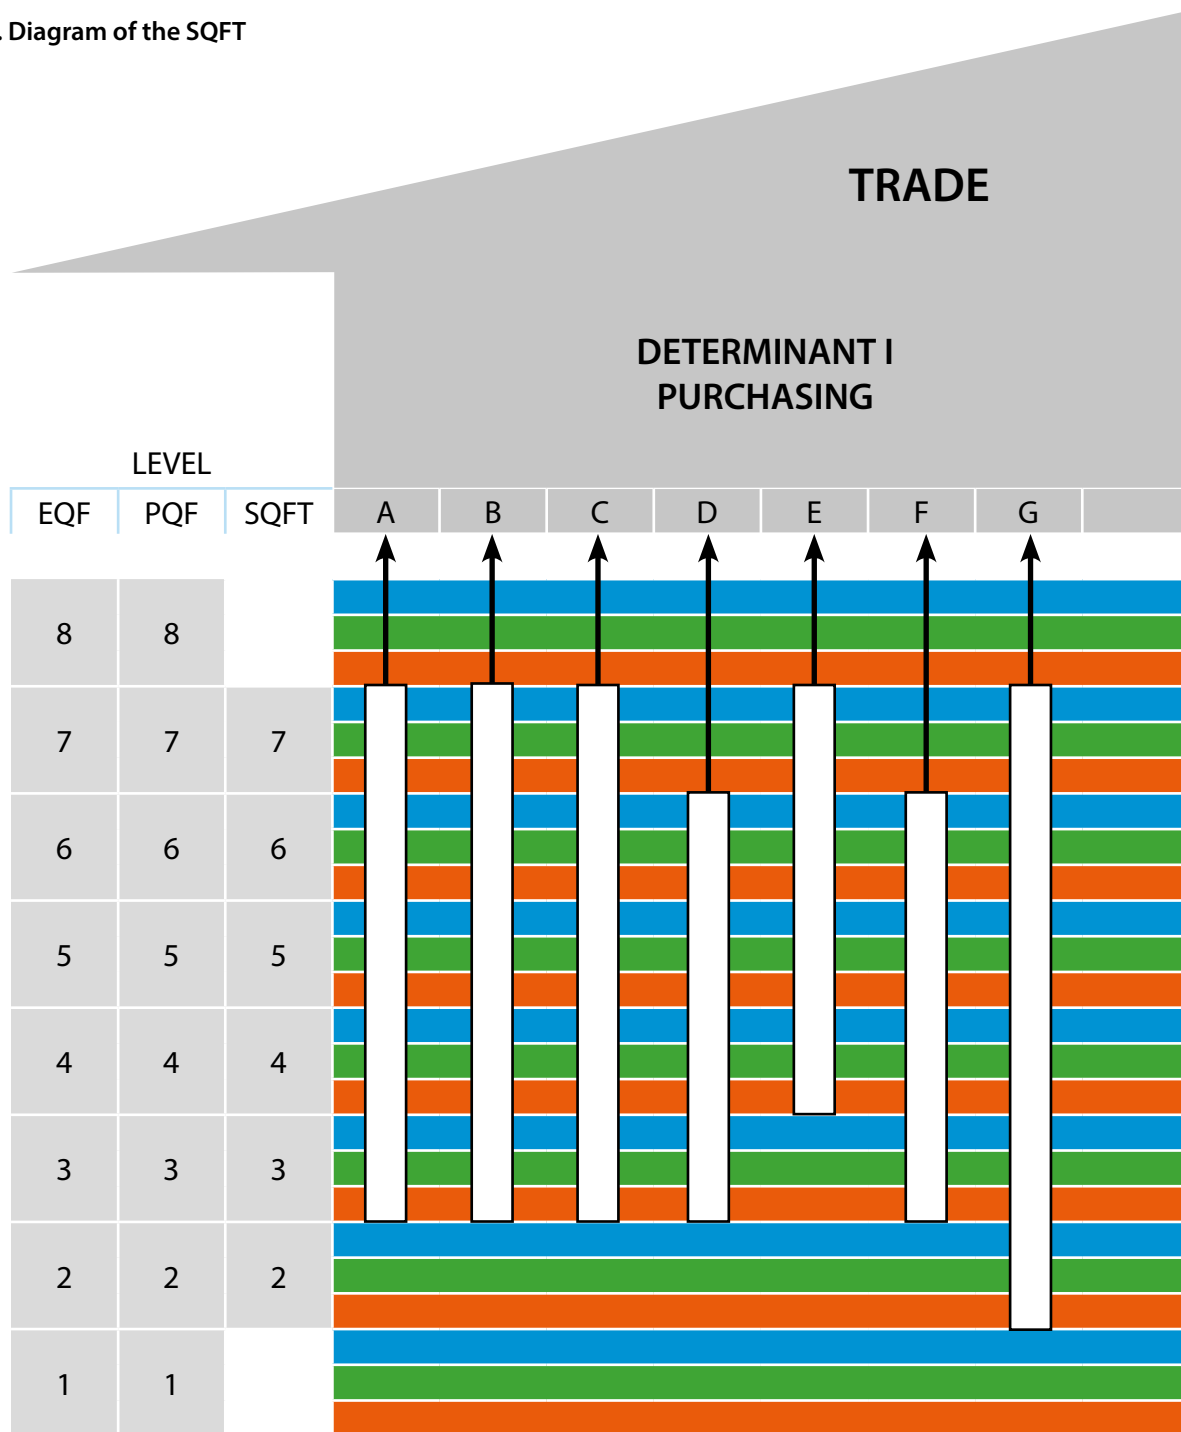 . Diagram of the SQFT
TRADE
DETERMINANT I
PURCHASING
LEVEL
EQF PQF SQFT A B C D E F G
8 8
7 7 7
6 6 6
5 5 5
4 4 4
3 3 3
2 2 2
1 1